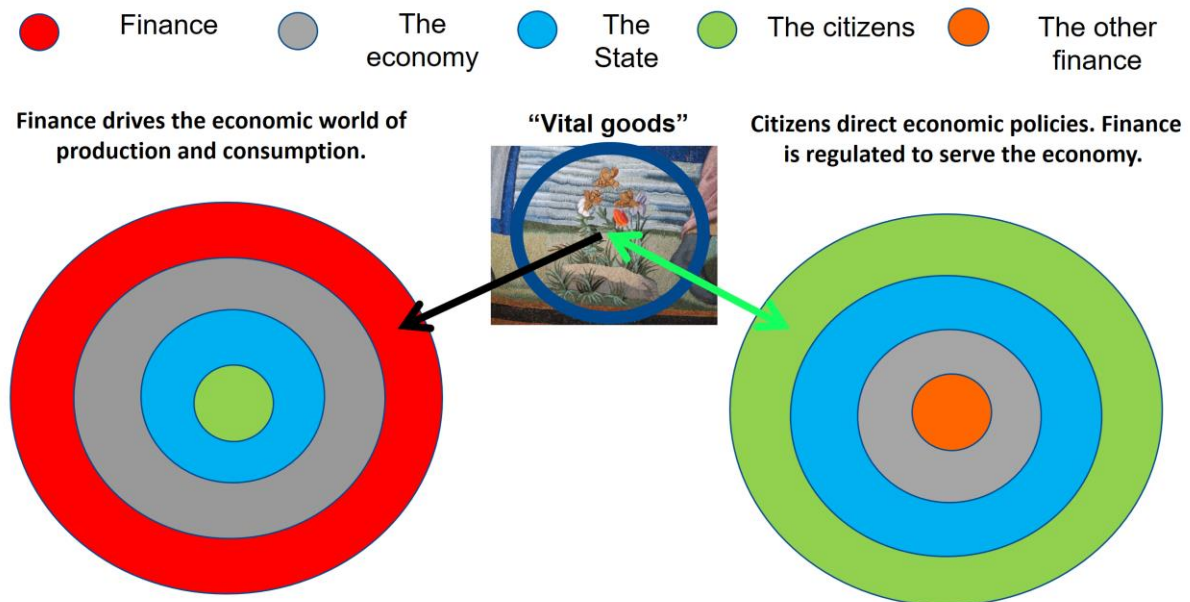 Finance
The
economy
The
State
The citizens
The other
finance
Finance drives the economic world of
production and consumption.
“Vital goods”
Citizens direct economic policies. Finance
is regulated to serve the economy.